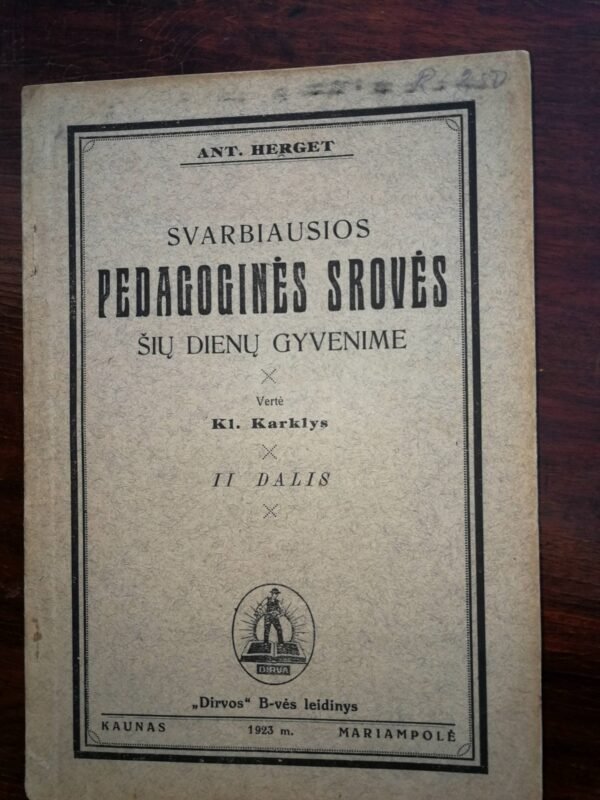 R. 250
ANT. HERGET
SVARBIAUSIOS
PEDAGOGINĖS SROVĖS
ŠIŲ DIENŲ GYVENIME
Vertė
Kl. Karklys
II DALIS
DIRVA
„Dirvos“ B-vės leidinys
KAUNAS 1923 m. MARIAMPOLĖ